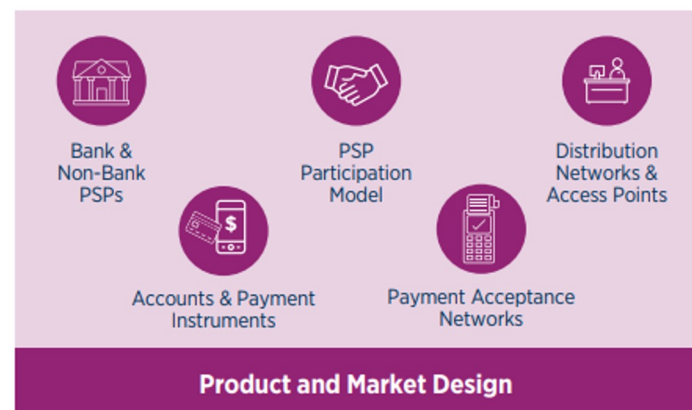 Bank &
Non-Bank
PSPs
PSP
Participation
Model
Distribution
Networks &
Access Points
$
Accounts & Payment
Instruments
Payment Acceptance
Networks
Product and Market Design